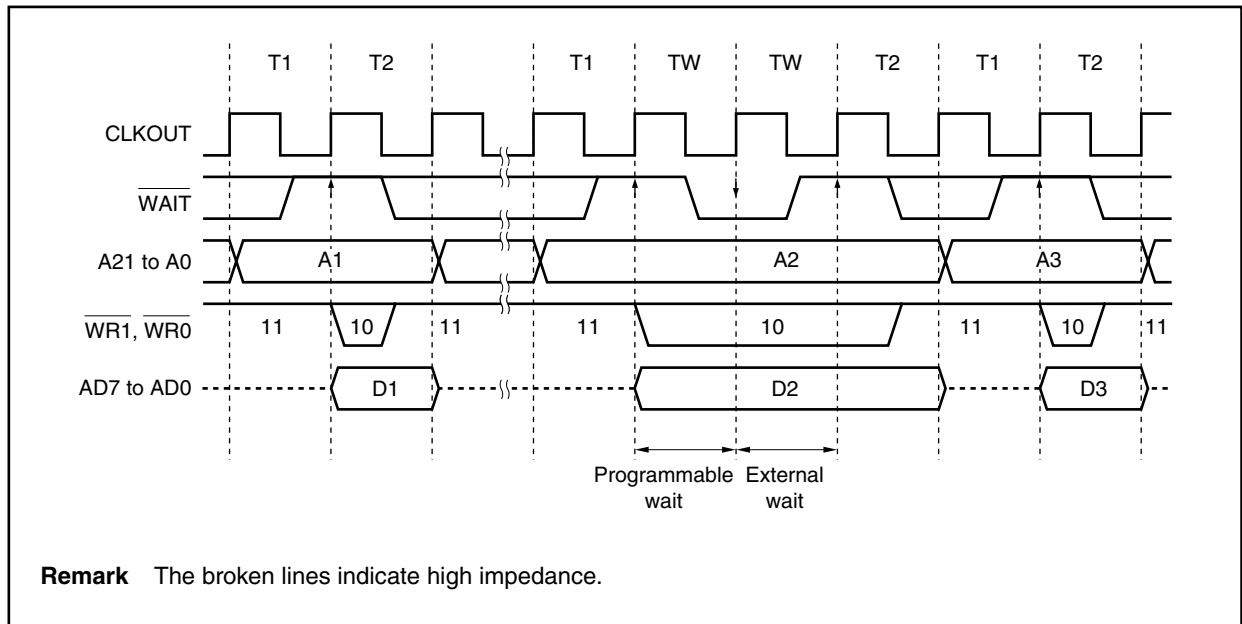 T1 T2 T1 TW TW T2 T1 T2
CLKOUT
WAIT
A21 to A0 A1 A2 A3
WR1, WR0 11 10 11 11 10 11 10 11
AD7 to AD0 D1 D2 D3
Programmable wait
External wait
Remark The broken lines indicate high impedance.